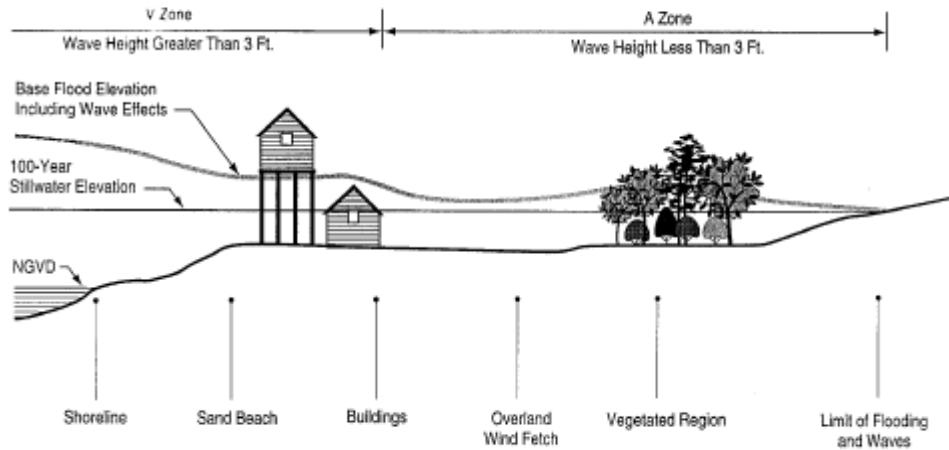 V Zone
A Zone
Wave Height Greater Than 3 Ft.
Wave Height Less Than 3 Ft.
Base Flood Elevation
Including Wave Effects
100-Year
Stillwater Elevation
NGVD
Shoreline
Sand Beach
Buildings
Overland
Wind Fetch
Vegetated Region
Limit of Flooding
and Waves